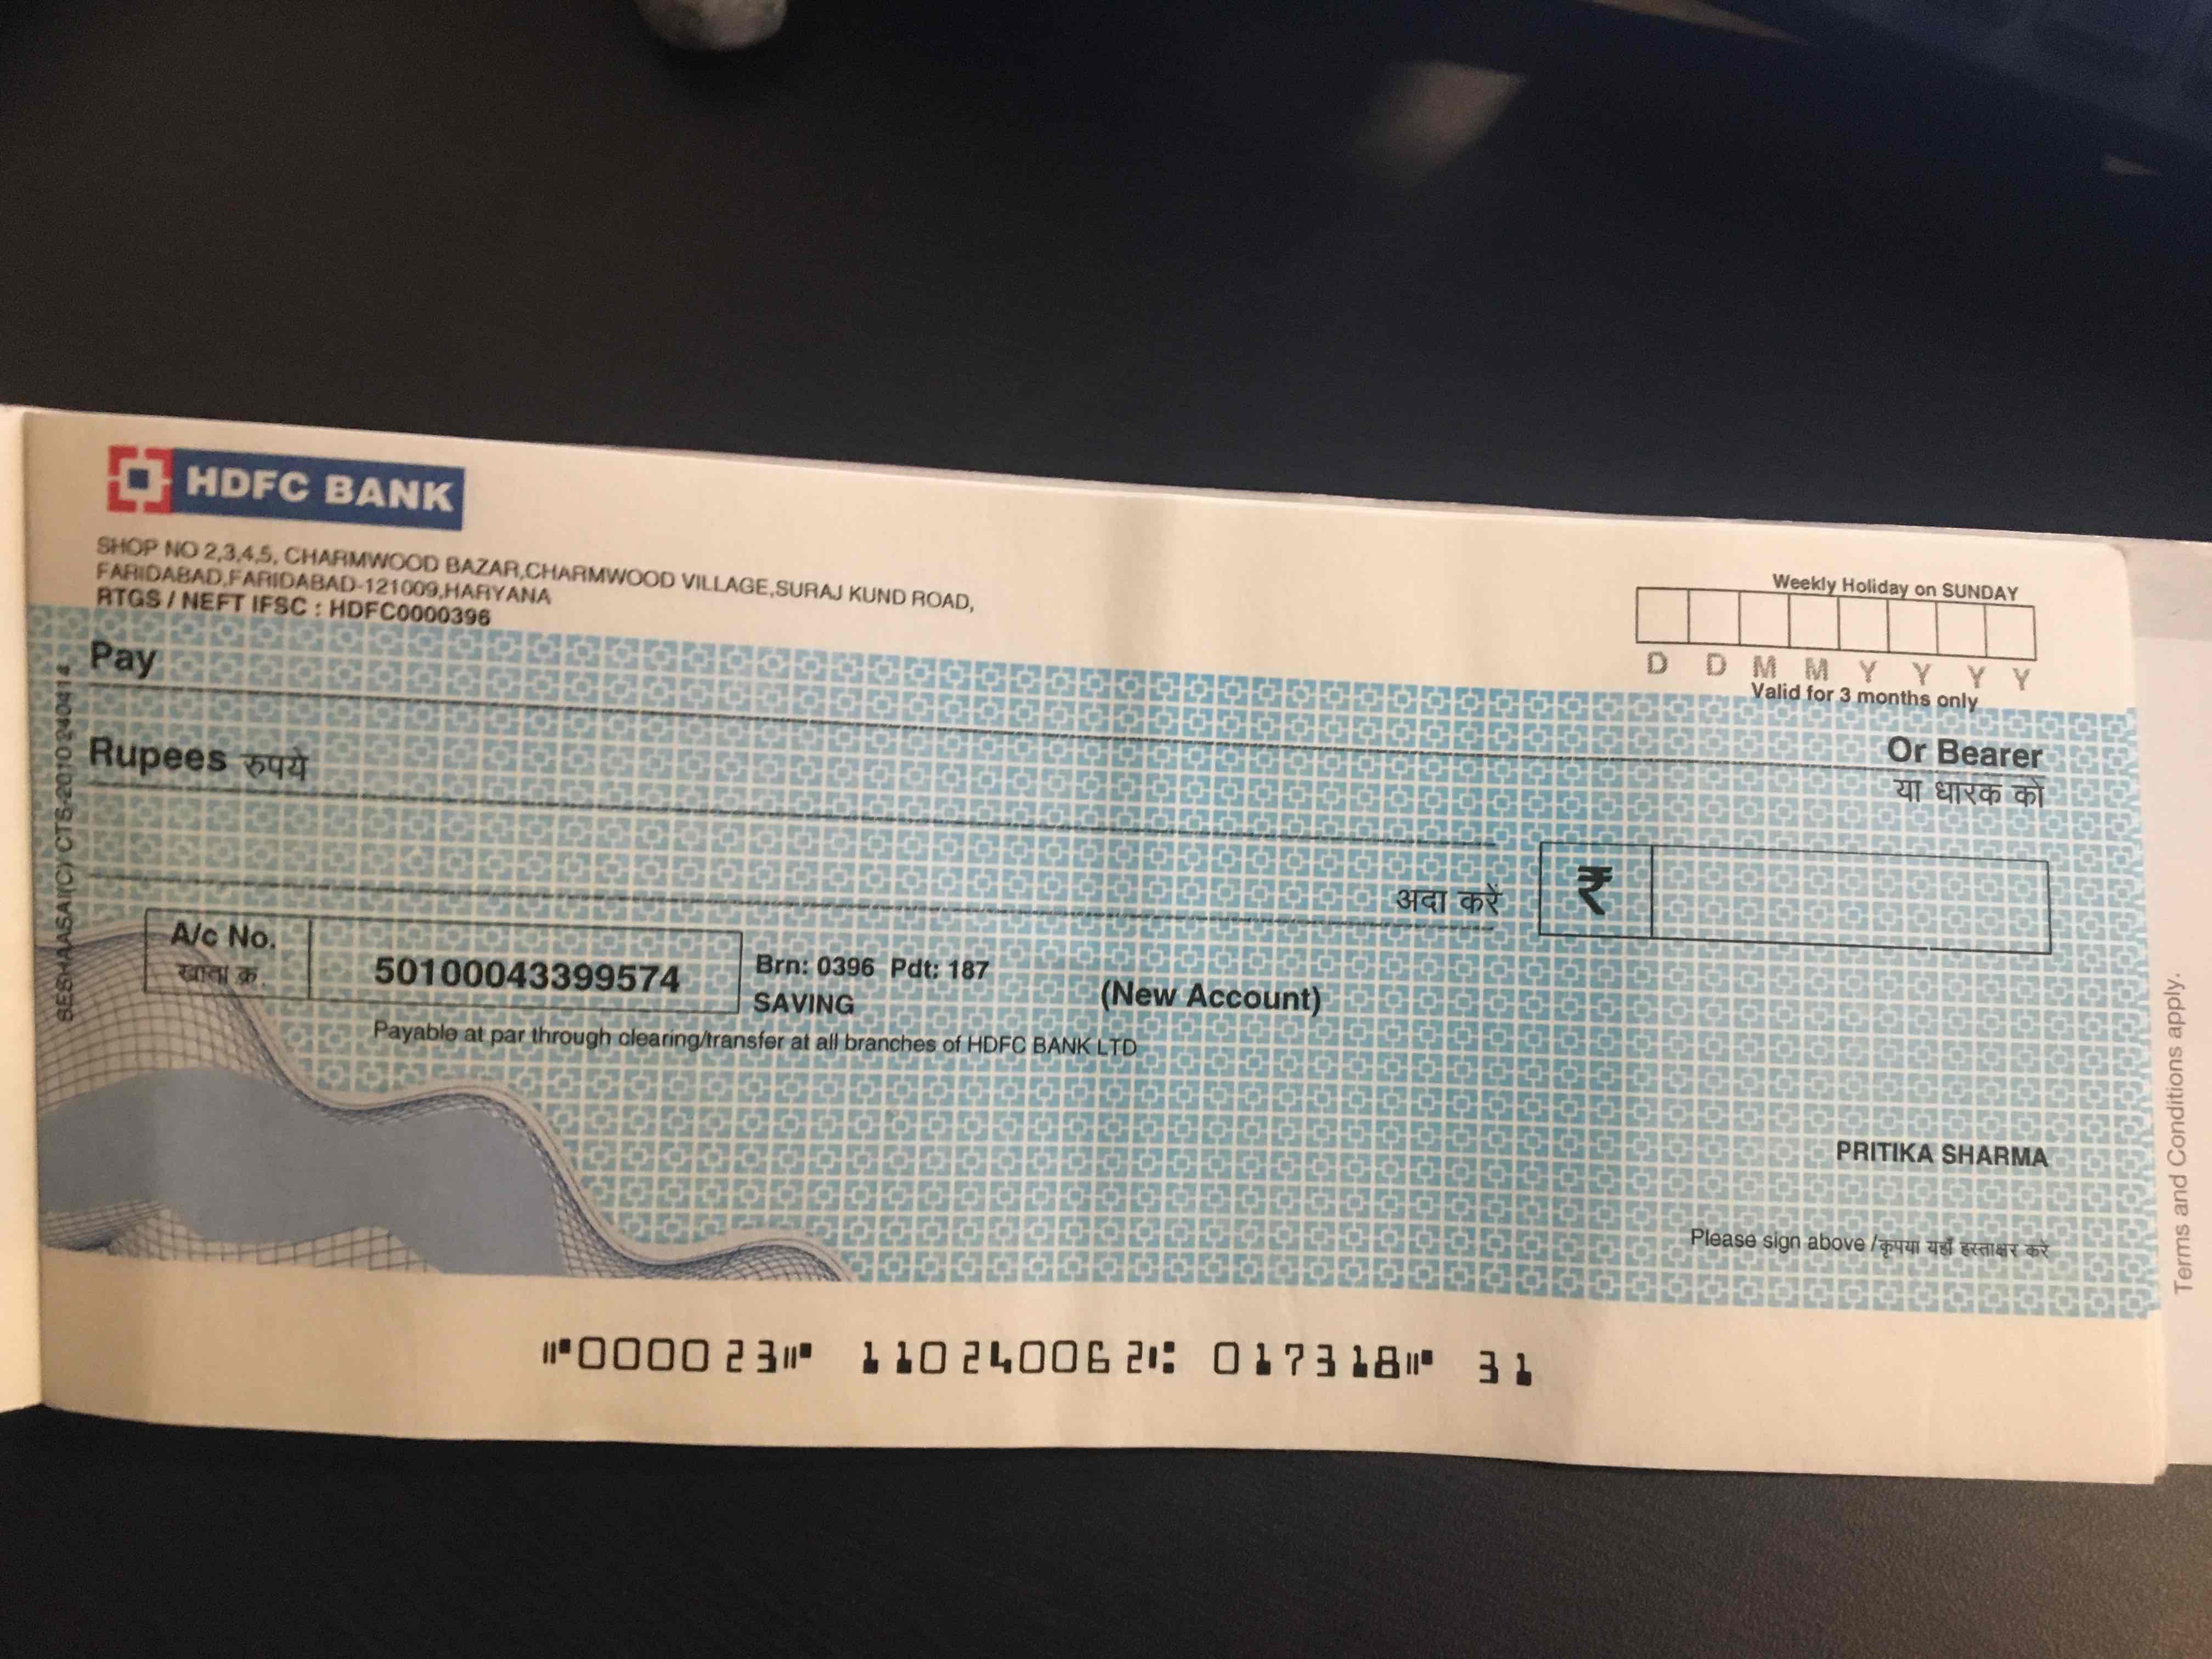 HDFC BANK
SHOP NO 2,3,4,5, CHARMWOOD BAZAR,CHARMWOOD VILLAGE,SURAJ KUND ROAD,
FARIDABAD,FARIDABAD-121009,HARYANA
RTGS / NEFT IFSC : HDFC0000396
Weekly Holiday on SUNDAY
D D M M Y Y Y Y
Valid for 3 months only
Pay
Or Bearer
या धारक को
Rupees रुपये
अदा करें
₹
A/c No.
खाता क्र.
50100043399574
Brn: 0396 Pdt: 187
SAVING
(New Account)
Payable at par through clearing/transfer at all branches of HDFC BANK LTD
PRITIKA SHARMA
Please sign above / कृपया यहाँ हस्ताक्षर करें
⑈000023⑈ 110240062⑆ 017318⑈ 31
Terms and Conditions apply.